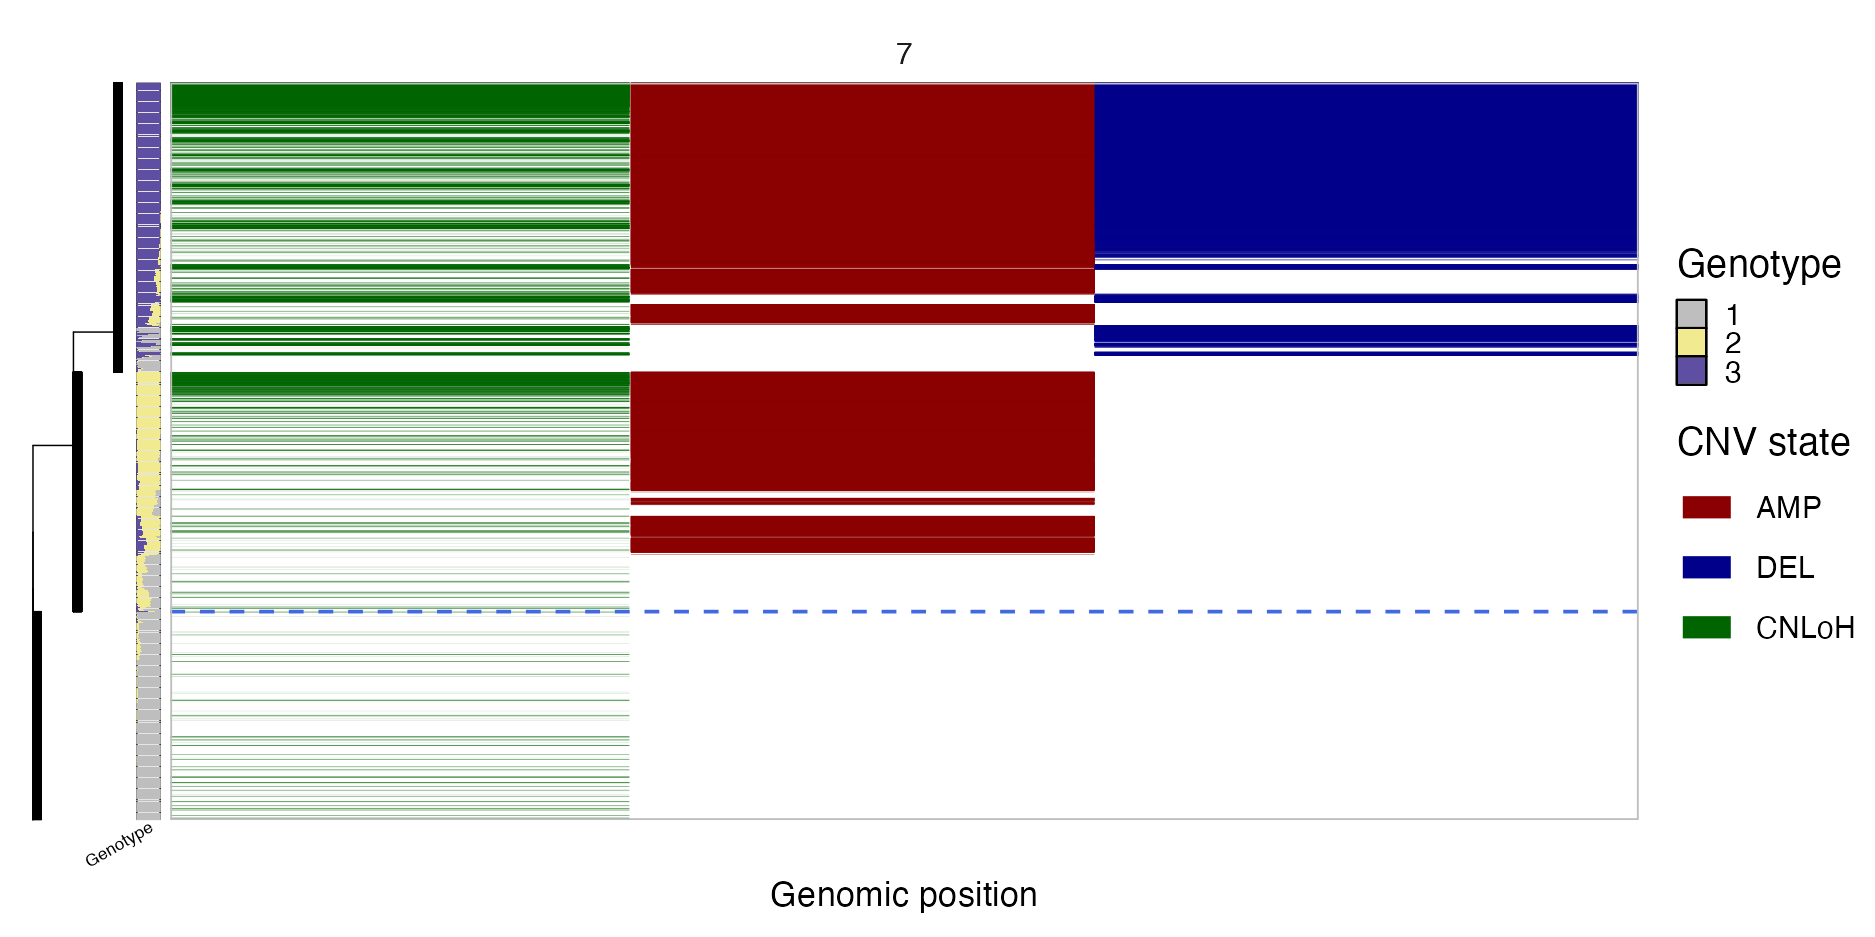 7
Genotype
1
2
3
CNV state
AMP
DEL
CNLoH
Genotype
Genomic position